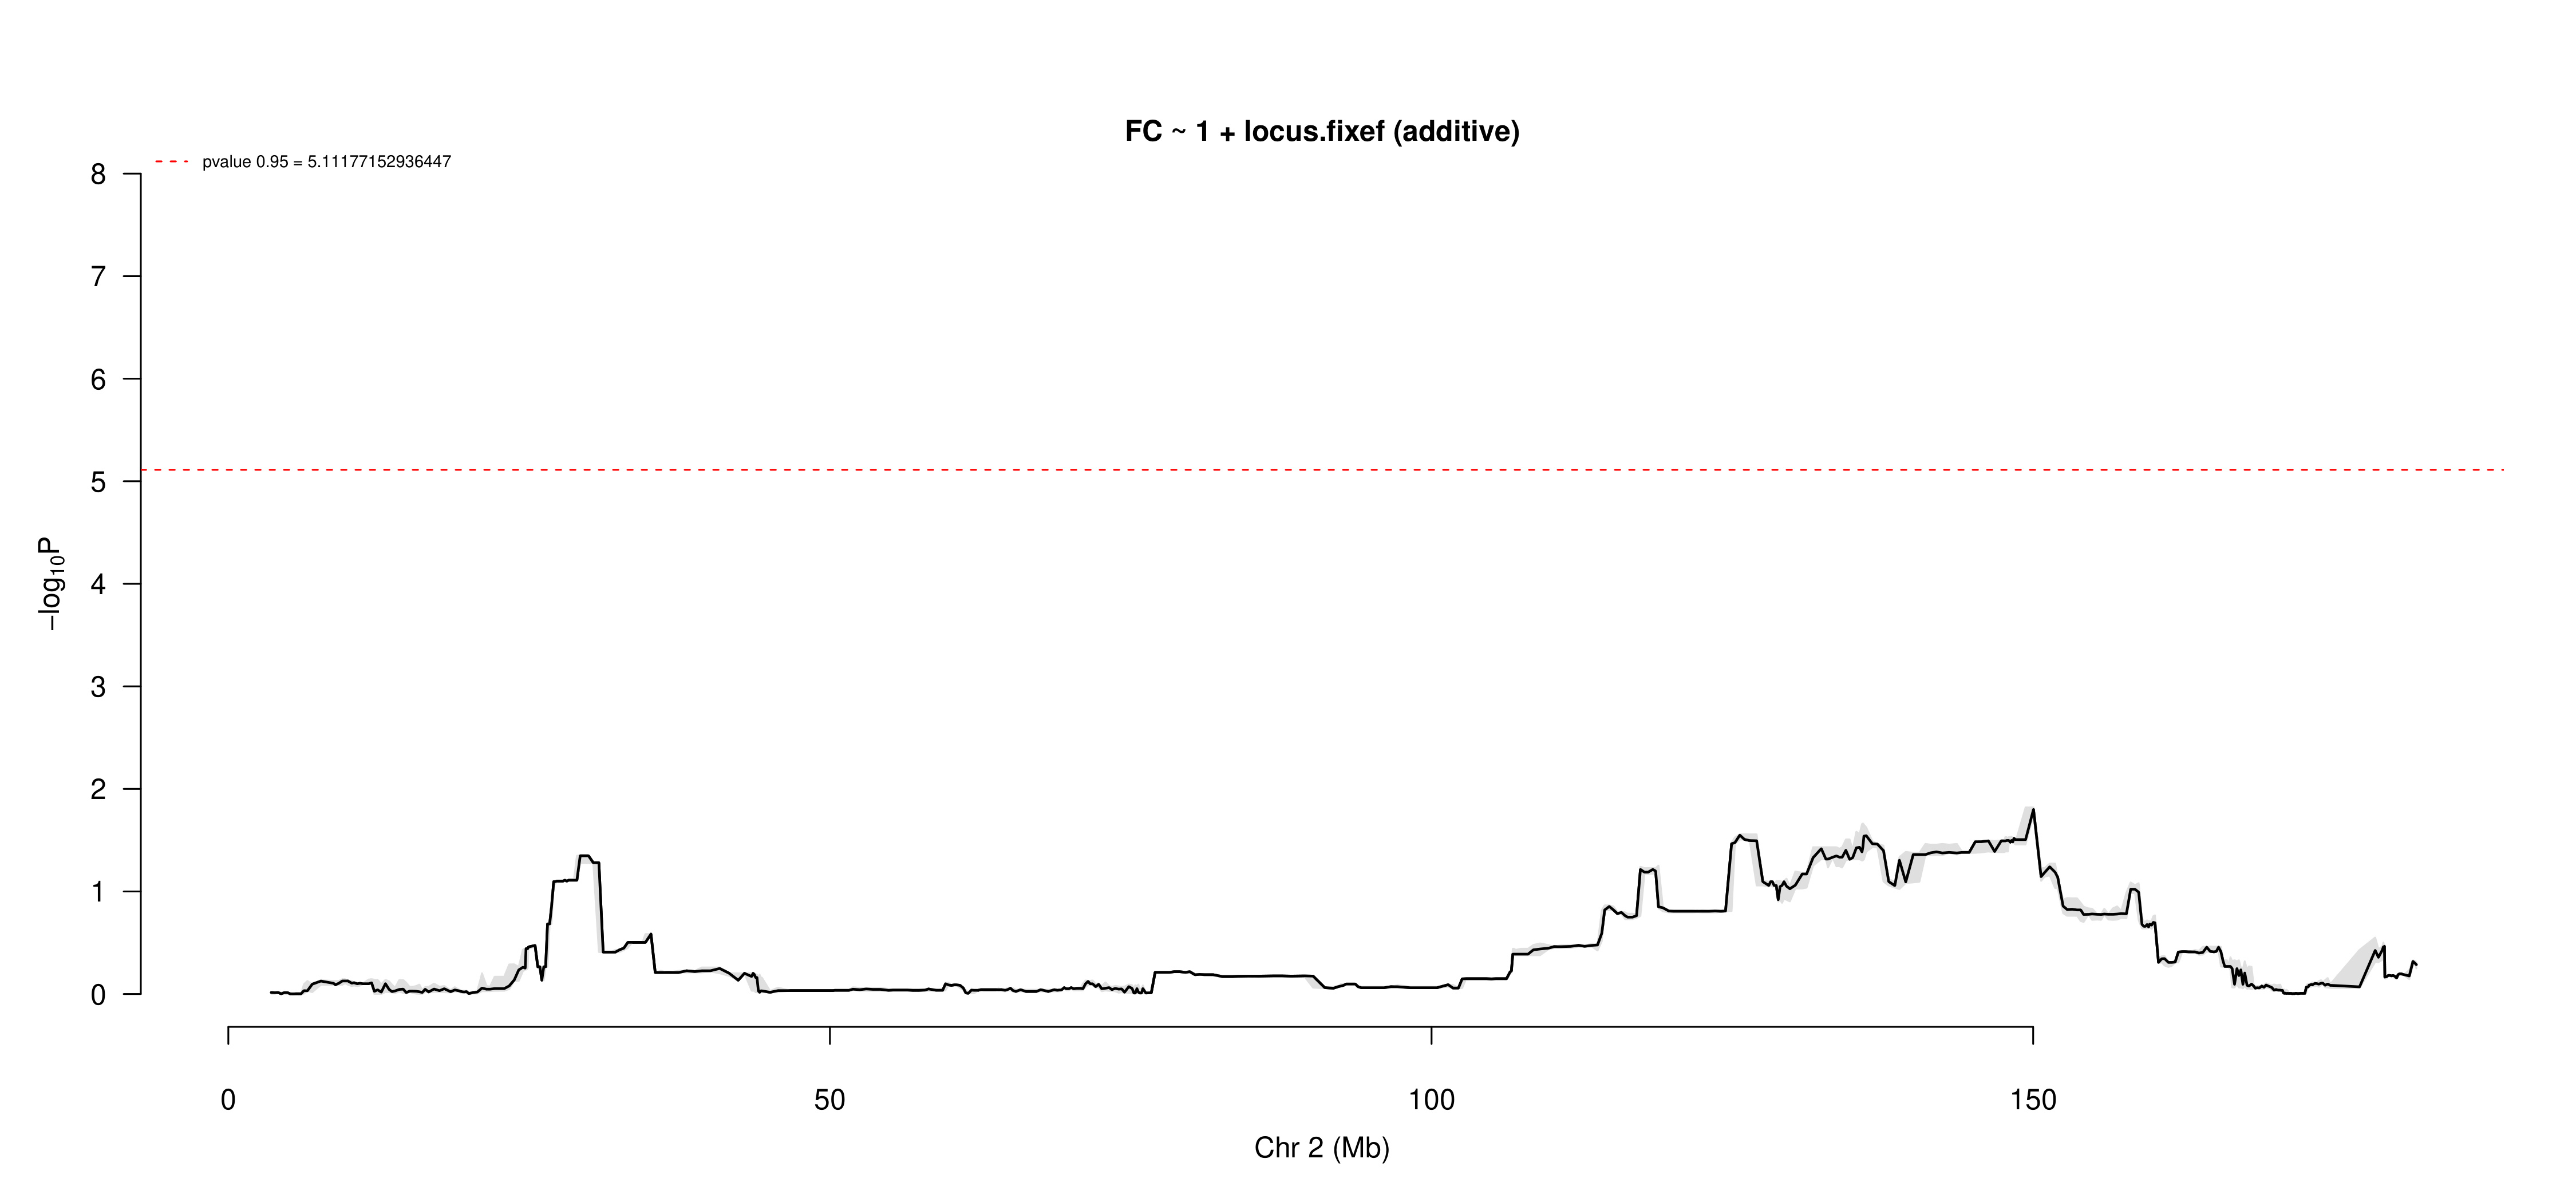 FC ~ 1 + locus.fixef (additive)
pvalue 0.95 = 5.11177152936447
8
7
6
5
4
3
2
1
0
−log10P
0 50 100 150
Chr 2 (Mb)